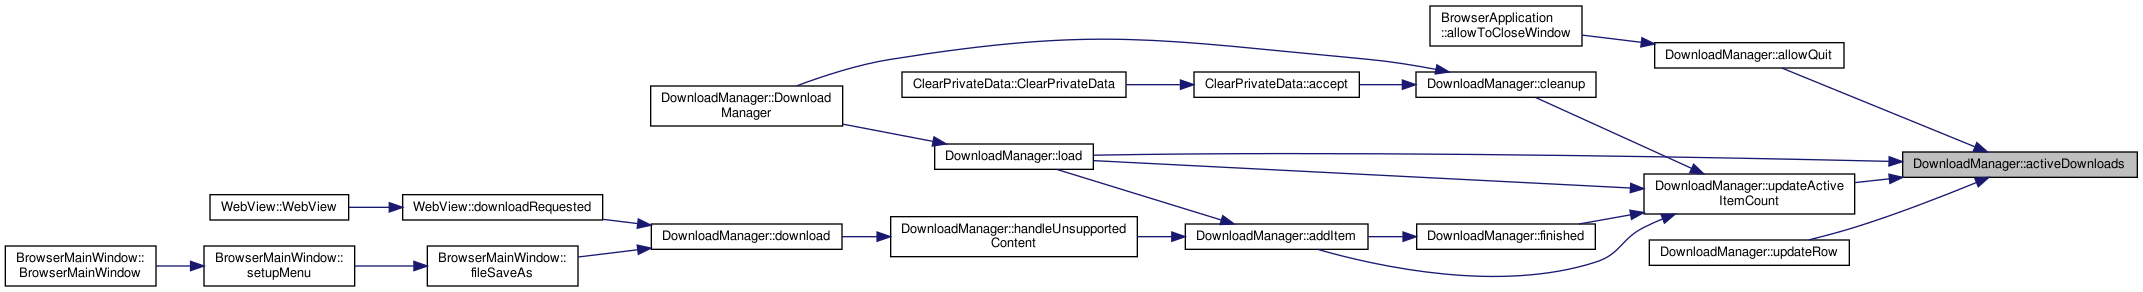 BrowserApplication
::allowToCloseWindow
DownloadManager::allowQuit
ClearPrivateData::ClearPrivateData
ClearPrivateData::accept
DownloadManager::cleanup
DownloadManager::Download
Manager
DownloadManager::load
DownloadManager::activeDownloads
DownloadManager::updateActive
ItemCount
WebView::WebView
WebView::downloadRequested
DownloadManager::download
DownloadManager::handleUnsupported
Content
DownloadManager::addItem
DownloadManager::finished
DownloadManager::updateRow
BrowserMainWindow::
BrowserMainWindow
BrowserMainWindow::
setupMenu
BrowserMainWindow::
fileSaveAs